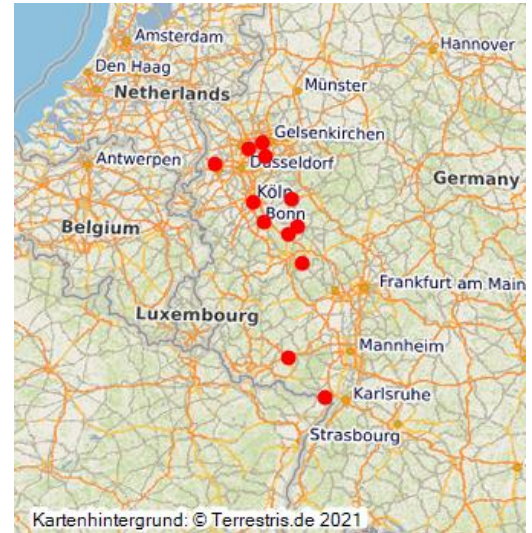 Amsterdam
Hannover
Den Haag
Münster
Netherlands
Gelsenkirchen
Antwerpen
Düsseldorf
Germany
Köln
Bonn
Belgium
Frankfurt am Main
Luxembourg
Mannheim
Karlsruhe
Strasbourg
Kartenhintergrund: © Terrestris.de 2021